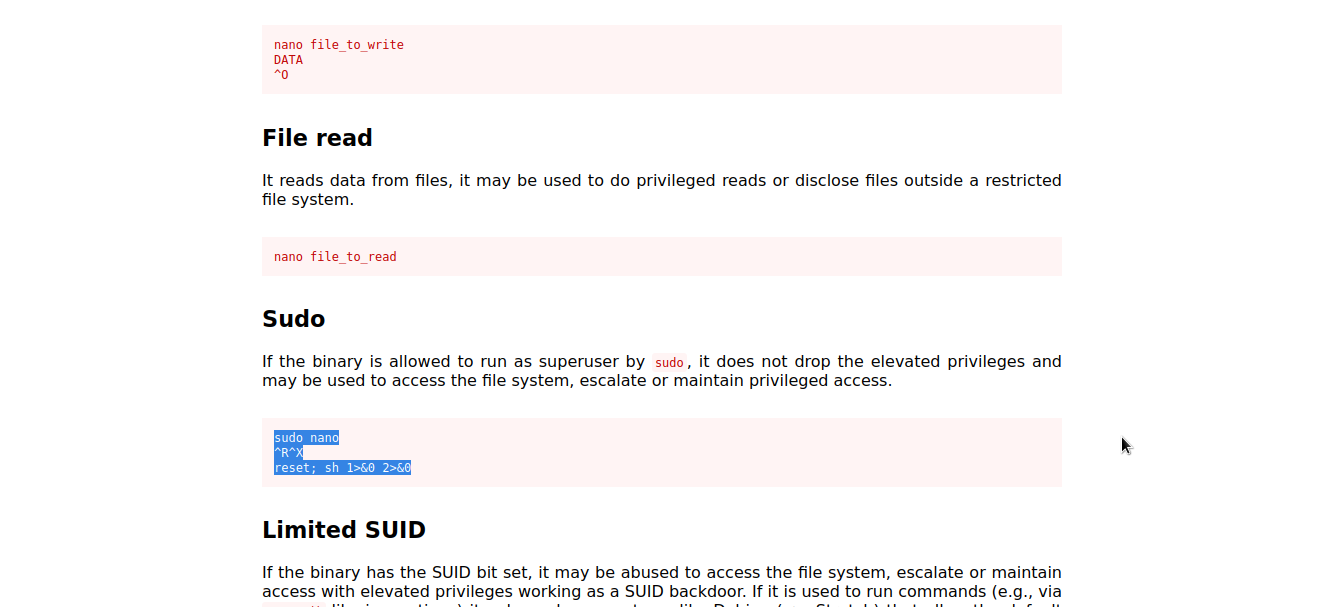 nano file_to_write
DATA
^O
File read
It reads data from files, it may be used to do privileged reads or disclose files outside a restricted
file system.
nano file_to_read
Sudo
If the binary is allowed to run as superuser by sudo, it does not drop the elevated privileges and
may be used to access the file system, escalate or maintain privileged access.
sudo nano
^R^X
reset; sh 1>&0 2>&0
Limited SUID
If the binary has the SUID bit set, it may be abused to access the file system, escalate or maintain
access with elevated privileges working as a SUID backdoor. If it is used to run commands (e.g., via